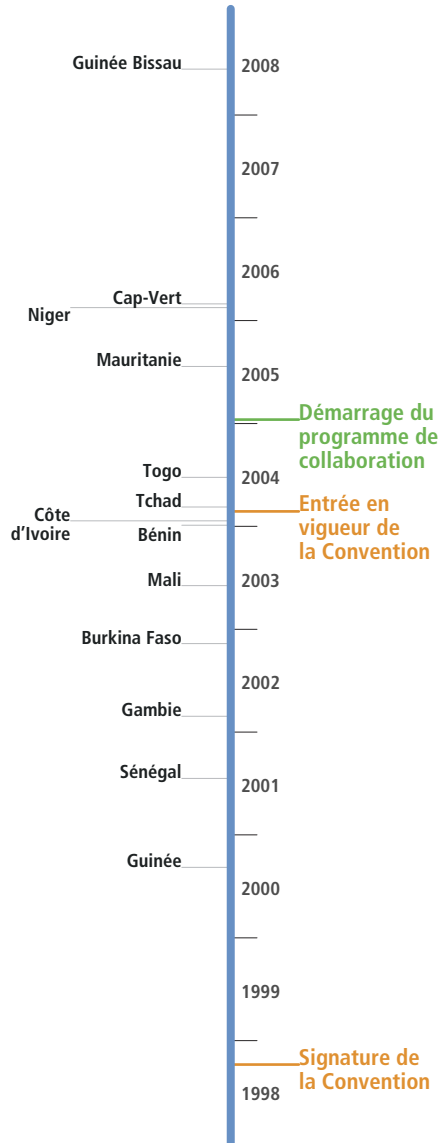 Guinée Bissau
2008
2007
2006
Cap-Vert
Niger
Mauritanie
2005
Démarrage du
programme de
collaboration
Togo
2004
Tchad
Entrée en
vigueur de
la Convention
Côte
d'Ivoire
Bénin
Mali
2003
Burkina Faso
2002
Gambie
Sénégal
2001
Guinée
2000
1999
Signature de
la Convention
1998